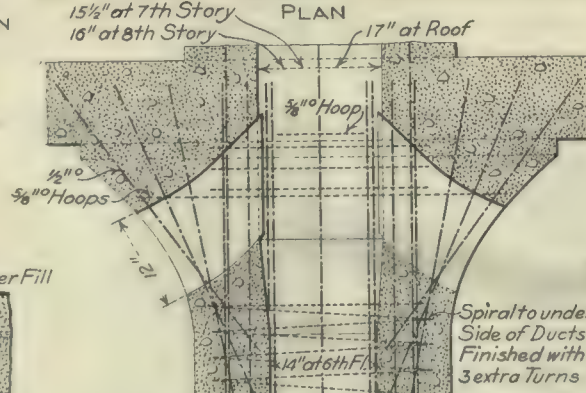 N
PLAN
15½" at 7th Story
16" at 8th Story
17" at Roof
⅝"° Hoop
½"°
⅝"° Hoops
12"
er Fill
Spiral to unde
Side of Ducts
Finished with
3 extra Turns
14" at 6th Fl.